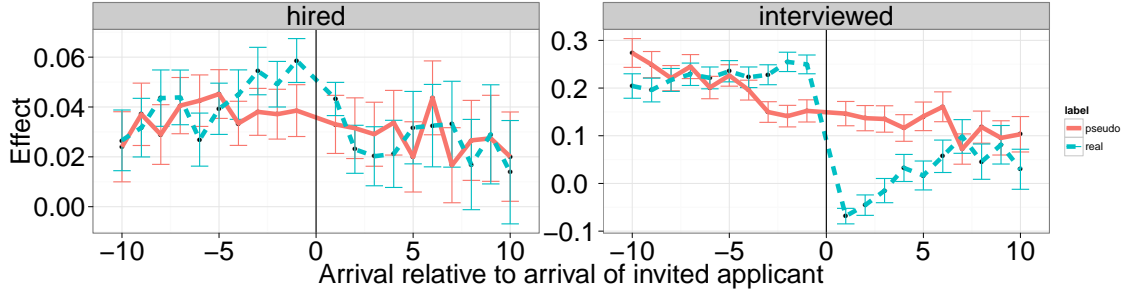 hired
interviewed
Effect
0.06
0.04
0.02
0.00
0.3
0.2
0.1
0.0
−0.1
−10
−5
0
5
10
−10
−5
0
5
10
Arrival relative to arrival of invited applicant
label
pseudo
real